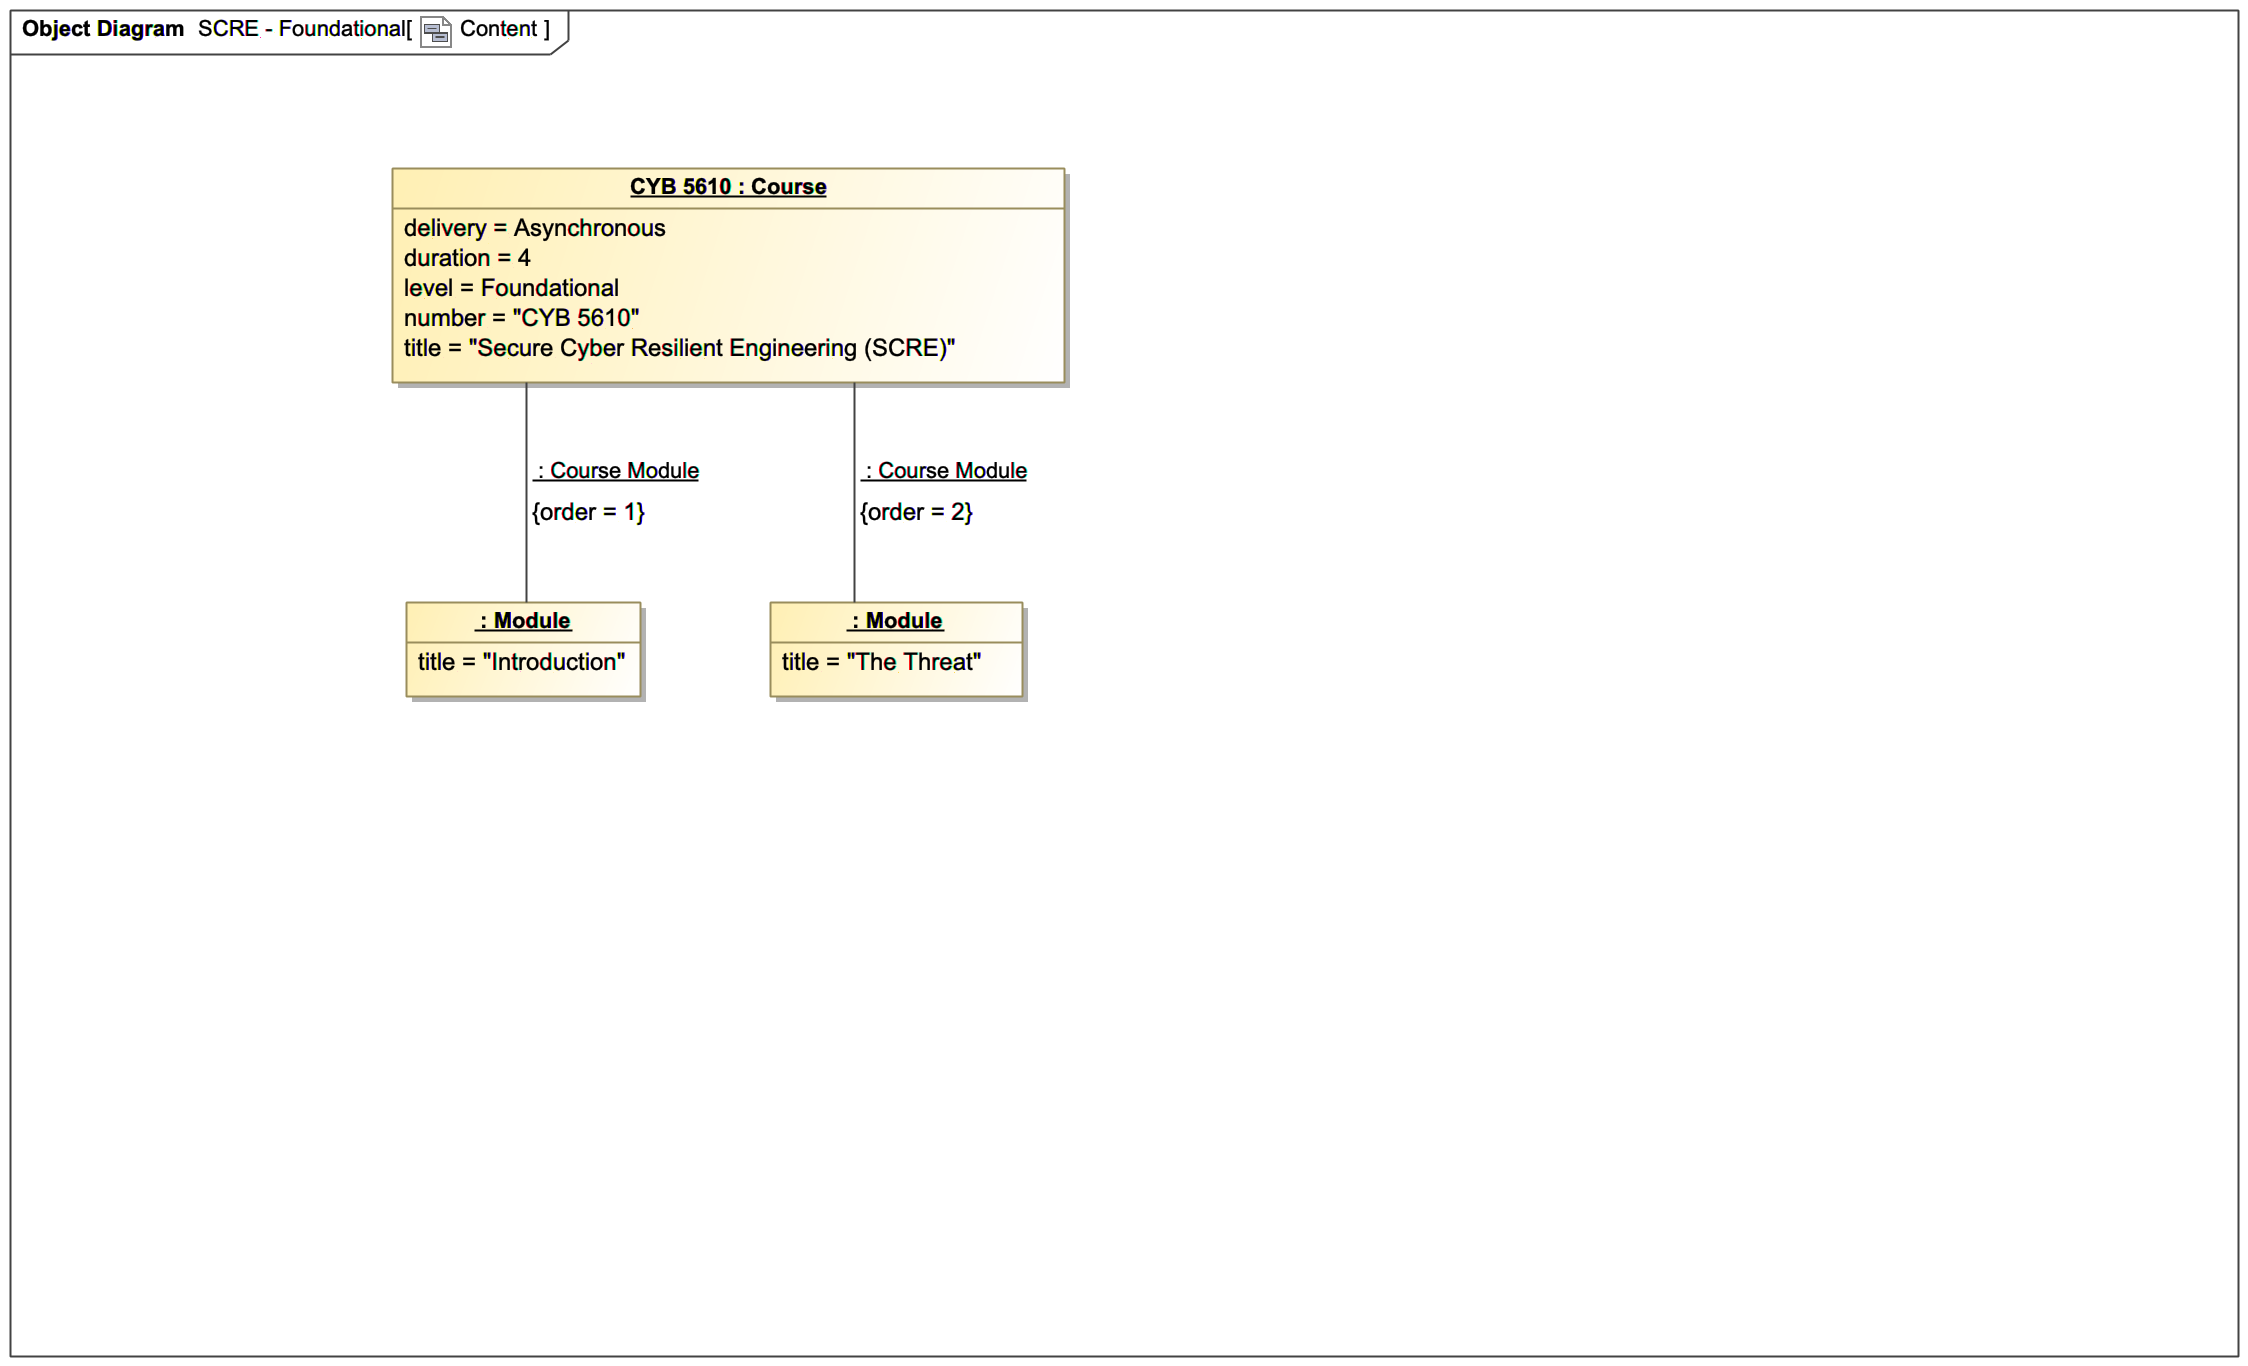 Object Diagram SCRE - Foundational[ Content ]
CYB 5610 : Course
delivery = Asynchronous
duration = 4
level = Foundational
number = "CYB 5610"
title = "Secure Cyber Resilient Engineering (SCRE)"
: Course Module
{order = 1}
: Course Module
{order = 2}
: Module
title = "Introduction"
: Module
title = "The Threat"